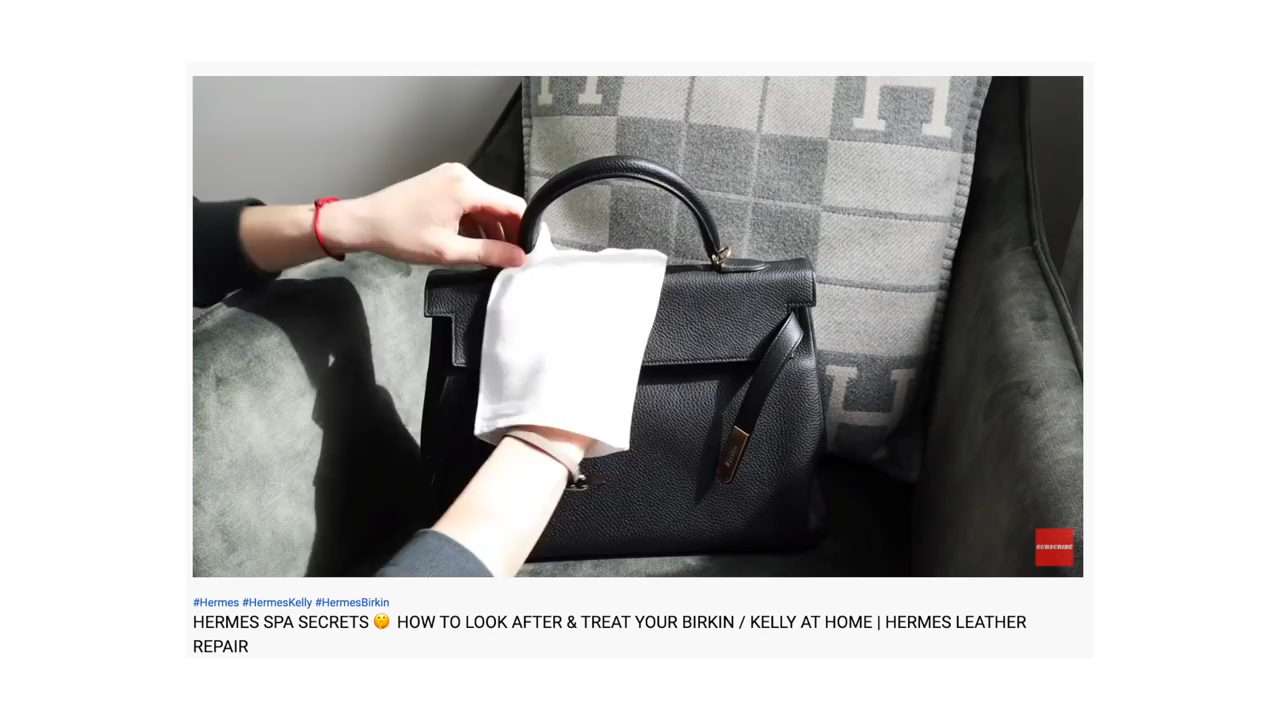 H H
SUBSCRIBE
#Hermes #HermesKelly #HermesBirkin
HERMES SPA SECRETS 🤫 HOW TO LOOK AFTER & TREAT YOUR BIRKIN / KELLY AT HOME | HERMES LEATHER
REPAIR